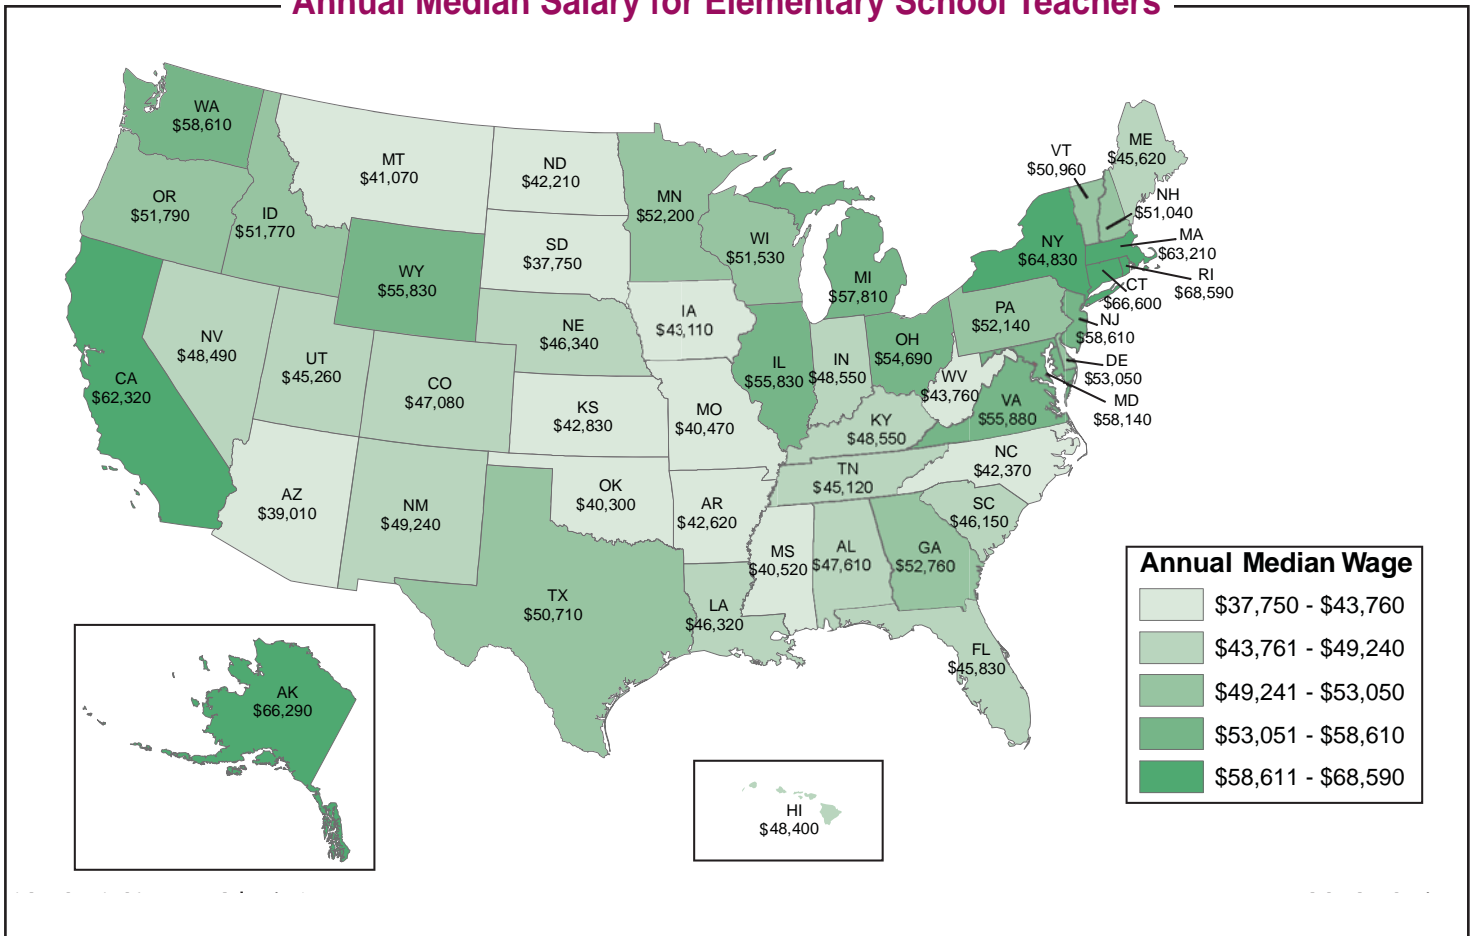 Annual Median Salary for Elementary School Teachers
WA
$58,610
OR
$51,790
ID
$51,770
MT
$41,070
ND
$42,210
SD
$37,750
MN
$52,200
WI
$51,530
WY
$55,830
NE
$46,340
IA
$43,110
MI
$57,810
VT
$50,960
ME
$45,620
NH
$51,040
MA
$63,210
RI
$68,590
CT
$66,600
NY
$64,830
NJ
$58,610
PA
$52,140
DE
$53,050
MD
$58,140
NV
$48,490
UT
$45,260
CO
$47,080
CA
$62,320
KS
$42,830
MO
$40,470
IL
$55,830
IN
$48,550
OH
$54,690
WV
$43,760
VA
$55,880
KY
$48,550
NC
$42,370
TN
$45,120
SC
$46,150
AZ
$39,010
NM
$49,240
OK
$40,300
AR
$42,620
MS
$40,520
AL
$47,610
GA
$52,760
TX
$50,710
LA
$46,320
FL
$45,830
AK
$66,290
HI
$48,400
Annual Median Wage
$37,750 - $43,760
$43,761 - $49,240
$49,241 - $53,050
$53,051 - $58,610
$58,611 - $68,590